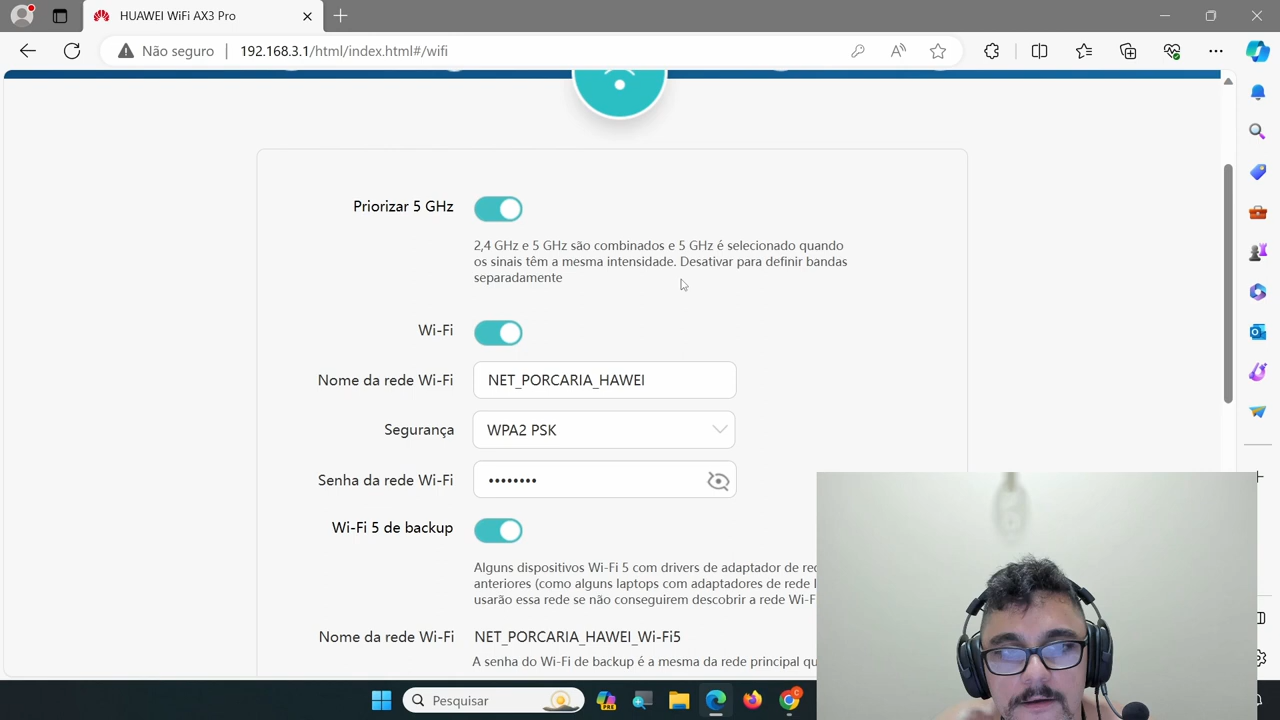 HUAWEI WiFi AX3 Pro
Não seguro
192.168.3.1/html/index.html#/wifi
Priorizar 5 GHz
2,4 GHz e 5 GHz são combinados e 5 GHz é selecionado quando
os sinais têm a mesma intensidade. Desativar para definir bandas
separadamente
Wi-Fi
Nome da rede Wi-Fi
NET_PORCARIA_HAWEI
Segurança
WPA2 PSK
Senha da rede Wi-Fi
••••••••
Wi-Fi 5 de backup
Alguns dispositivos Wi-Fi 5 com drivers de adaptador de re
anteriores (como alguns laptops com adaptadores de rede
usarão essa rede se não conseguirem descobrir a rede Wi-F
Nome da rede Wi-Fi
NET_PORCARIA_HAWEI_Wi-Fi5
A senha do Wi-Fi de backup é a mesma da rede principal qu
Pesquisar
PRE